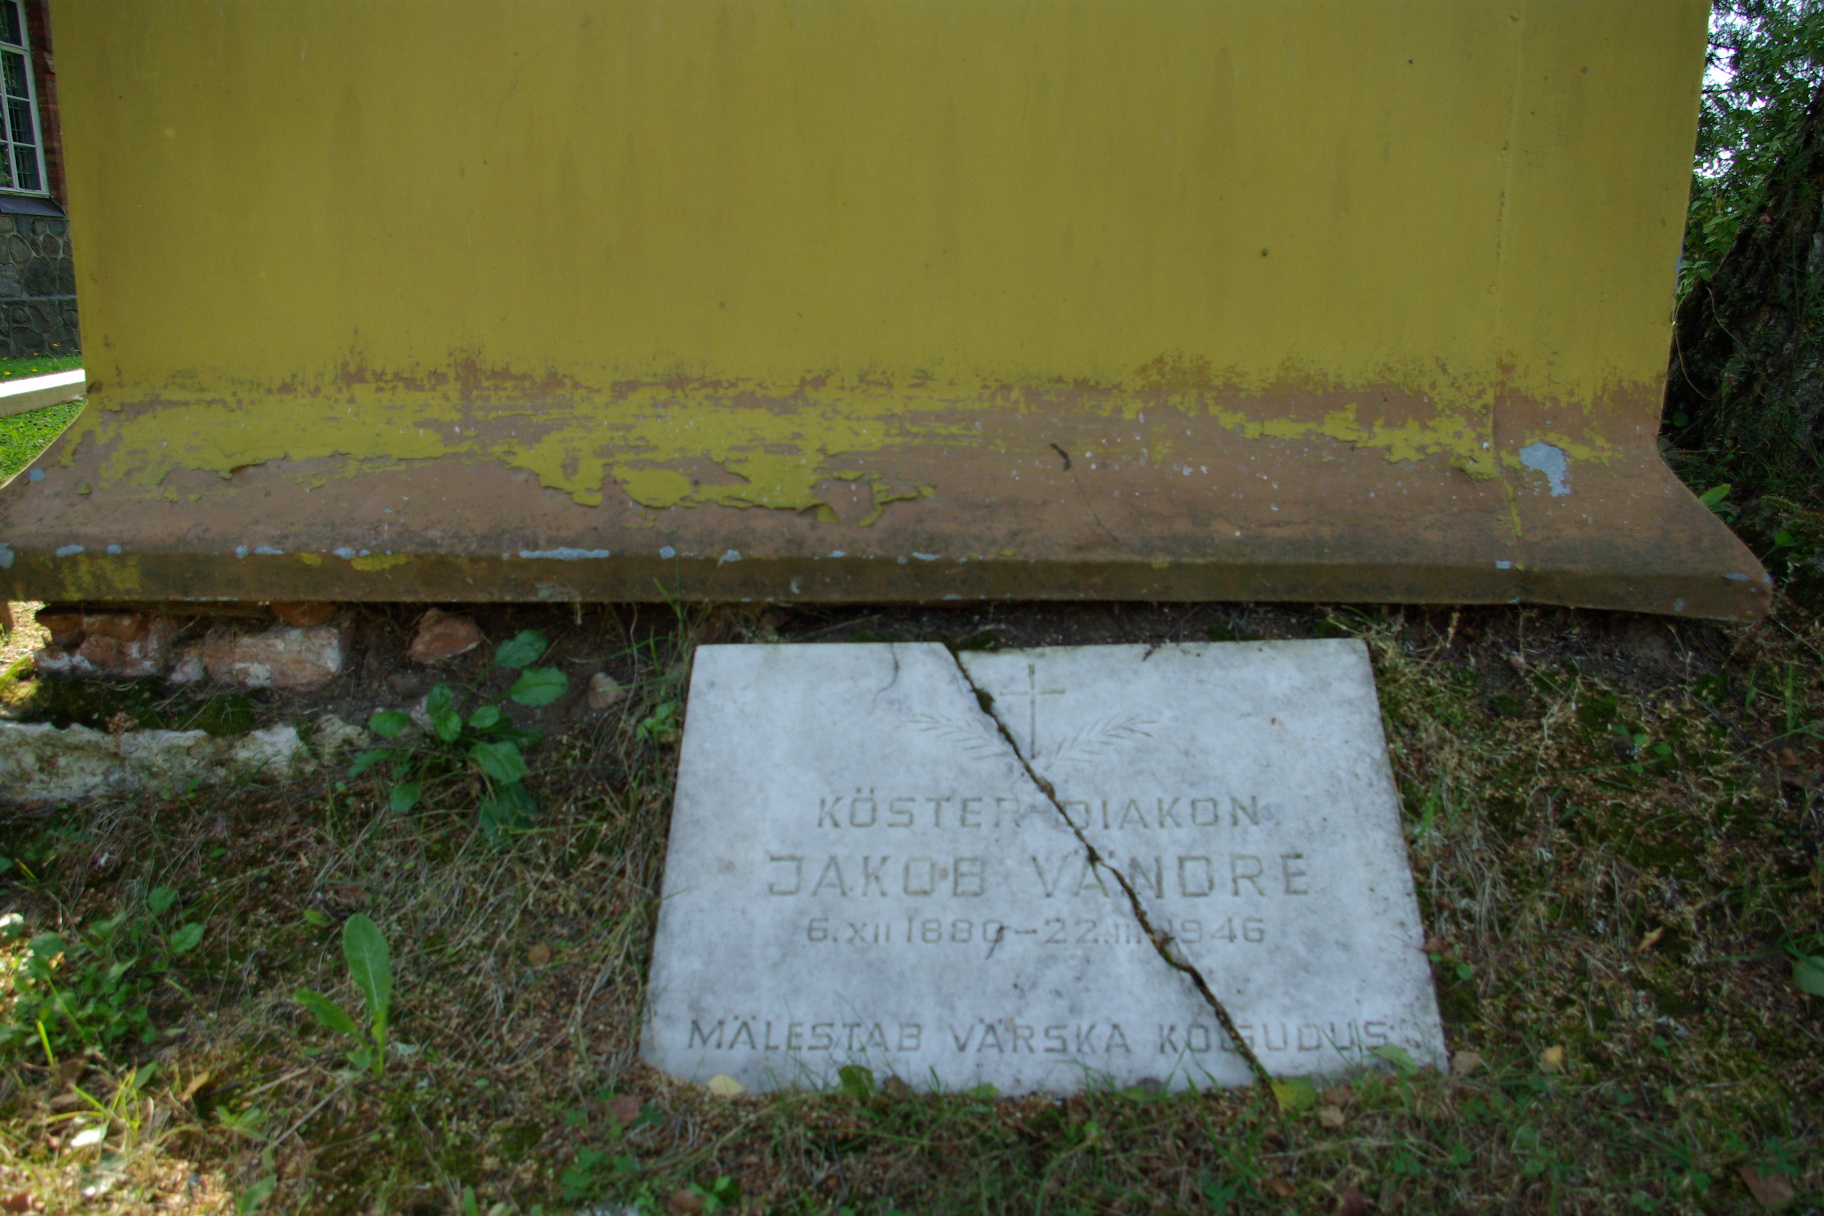 KÖSTER-DIAKON
JAKOB VÄNDRE
6.XII 1880-22.III.1946
MÄLESTAB VÄRSKA KOGUDUS